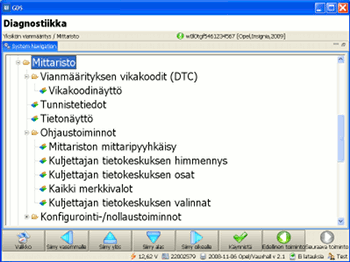 GDS
Diagnostiikka
Yksikön vianmääritys / Mittaristo
w0l0tgf5461234567 (Opel,Insignia,2009)
System Navigation
Mittaristo
Vianmäärityksen vikakoodit (DTC)
Vikakoodinäyttö
Tunnistetiedot
Tietonäyttö
Ohjaustoiminnot
Mittariston mittaripyyhkäisy
Kuljettajan tietokeskuksen himmennys
Kuljettajan tietokeskuksen osat
Kaikki merkkivalot
Kuljettajan tietokeskuksen valinnat
Konfigurointi-/nollaustoiminnot
Valikko
Siirry vasemmalle
Siirry ylös
Siirry alas
Siirry oikealle
Käynnistä
Edellinen toiminto
Seuraava toiminto
12,62 V
22002579
2008-11-06 Opel/Vauxhall v 2.1
Ei latauksia
Test